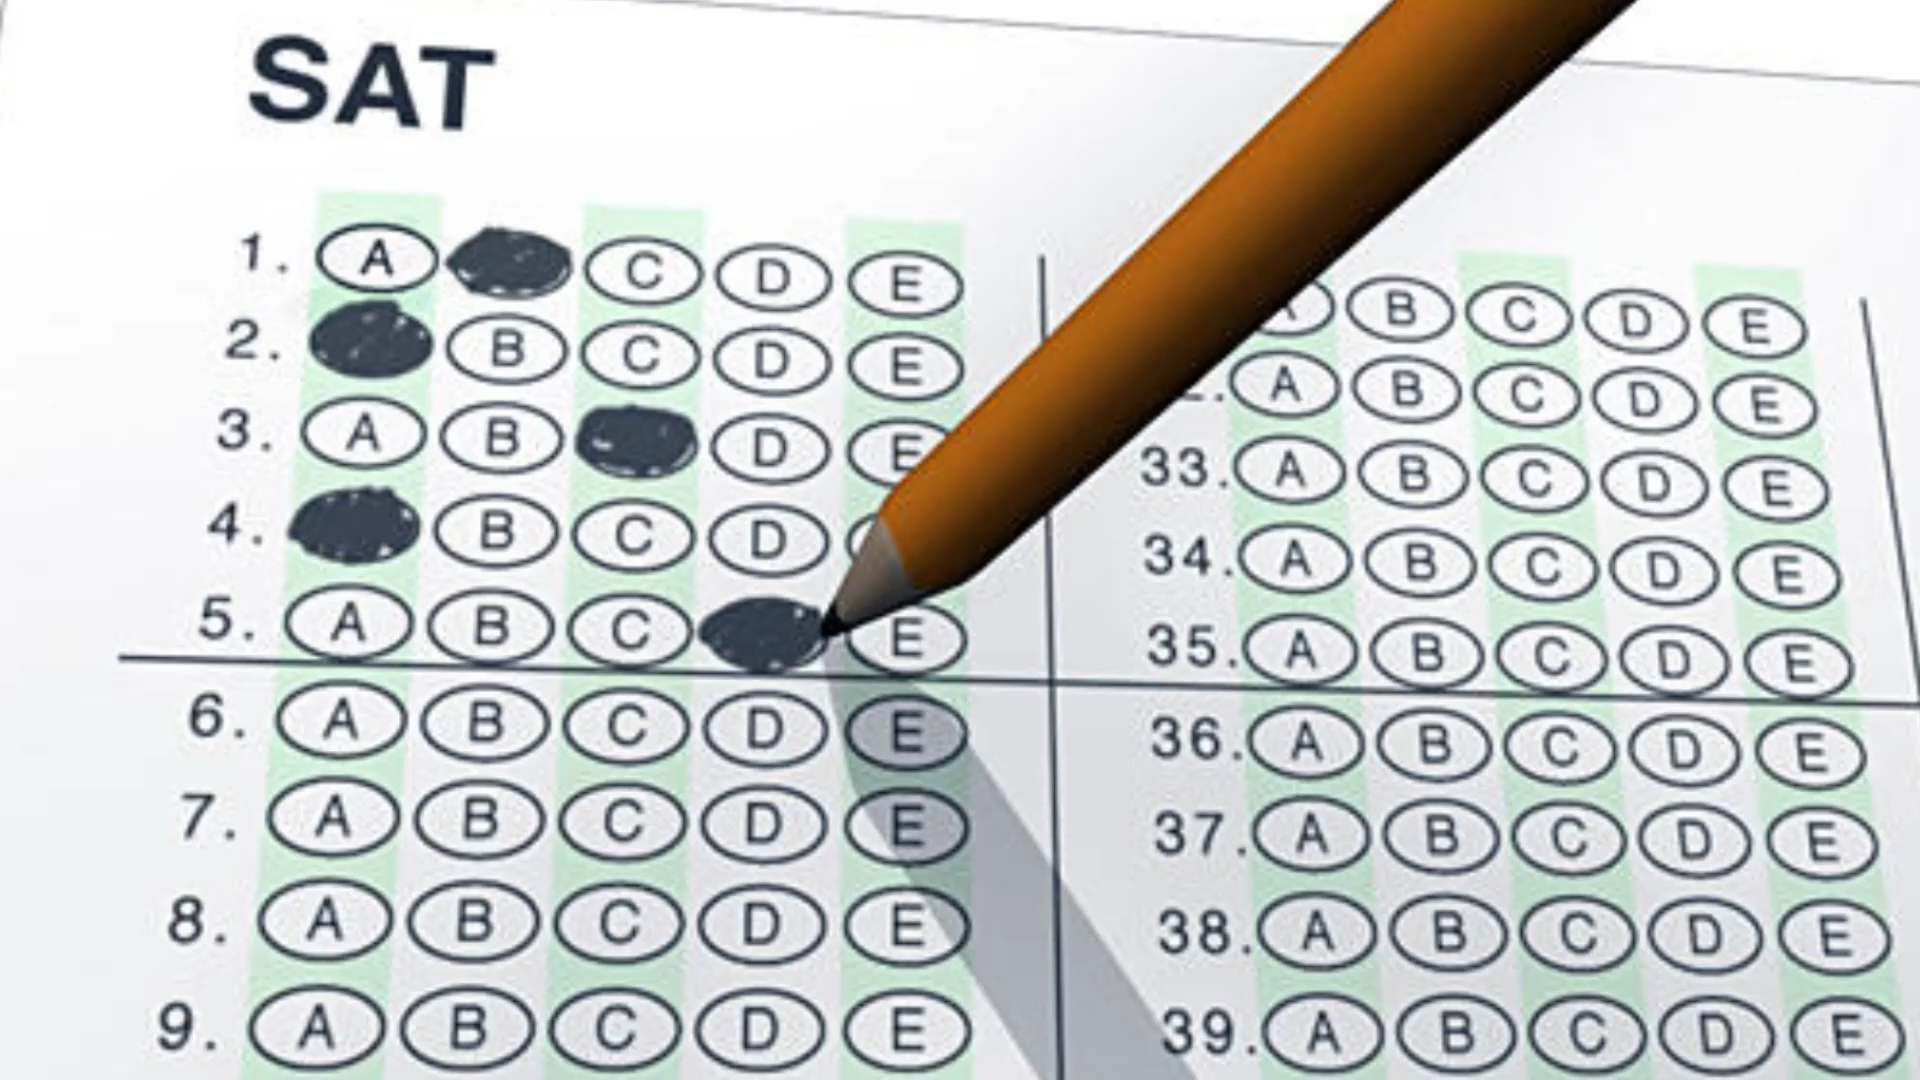 SAT
1. A C D E
2. B C D E
3. A B D E
4. B C D
5. A B C E
6. A B C D E
7. A B C D E
8. A B C D E
9. A B C D E
A B C D E
A B C D E
33. A B C D E
34. A B C D E
35. A B C D E
36. A B C D E
37. A B C D E
38. A B C D E
39. A B C D E